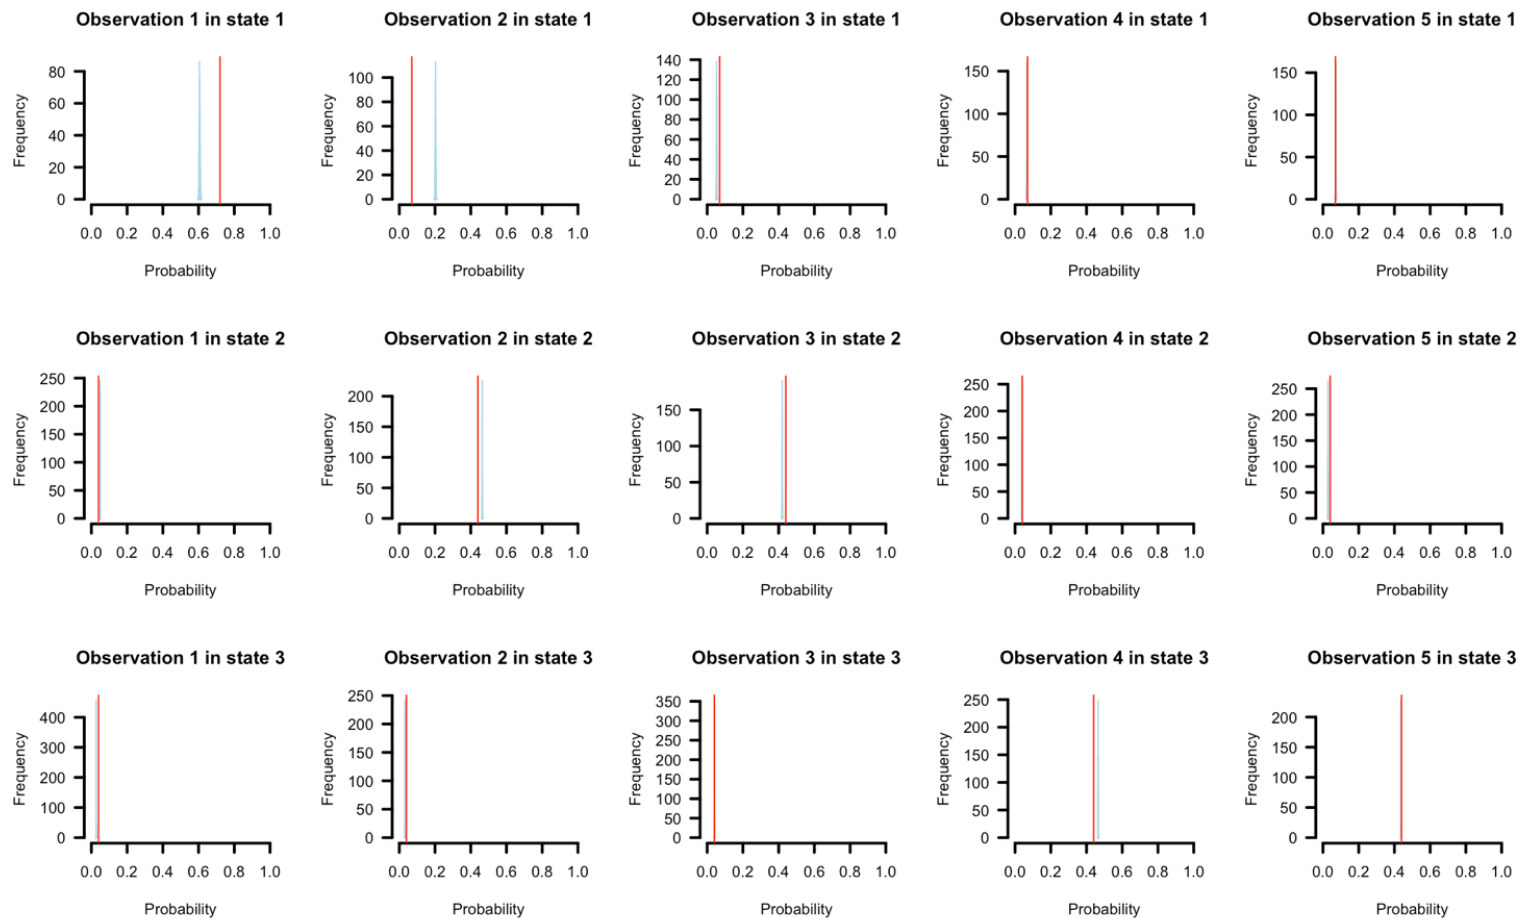 Observation 1 in state 1 Observation 2 in state 1 Observation 3 in state 1 Observation 4 in state 1 Observation 5 in state 1
Frequency 80 60 40 20 0 Frequency 100 80 60 40 20 0 Frequency 140 120 100 80 60 40 20 0 Frequency 150 100 50 0 Frequency 150 100 50 0
0.0 0.2 0.4 0.6 0.8 1.0 0.0 0.2 0.4 0.6 0.8 1.0 0.0 0.2 0.4 0.6 0.8 1.0 0.0 0.2 0.4 0.6 0.8 1.0 0.0 0.2 0.4 0.6 0.8 1.0
Probability Probability Probability Probability Probability
Observation 1 in state 2 Observation 2 in state 2 Observation 3 in state 2 Observation 4 in state 2 Observation 5 in state 2
Frequency 250 200 150 100 50 0 Frequency 200 150 100 50 0 Frequency 150 100 50 0 Frequency 250 200 150 100 50 0 Frequency 250 200 150 100 50 0
0.0 0.2 0.4 0.6 0.8 1.0 0.0 0.2 0.4 0.6 0.8 1.0 0.0 0.2 0.4 0.6 0.8 1.0 0.0 0.2 0.4 0.6 0.8 1.0 0.0 0.2 0.4 0.6 0.8 1.0
Probability Probability Probability Probability Probability
Observation 1 in state 3 Observation 2 in state 3 Observation 3 in state 3 Observation 4 in state 3 Observation 5 in state 3
Frequency 400 300 200 100 0 Frequency 250 200 150 100 50 0 Frequency 350 300 250 200 150 100 50 0 Frequency 250 200 150 100 50 0 Frequency 200 150 100 50 0
0.0 0.2 0.4 0.6 0.8 1.0 0.0 0.2 0.4 0.6 0.8 1.0 0.0 0.2 0.4 0.6 0.8 1.0 0.0 0.2 0.4 0.6 0.8 1.0 0.0 0.2 0.4 0.6 0.8 1.0
Probability Probability Probability Probability Probability